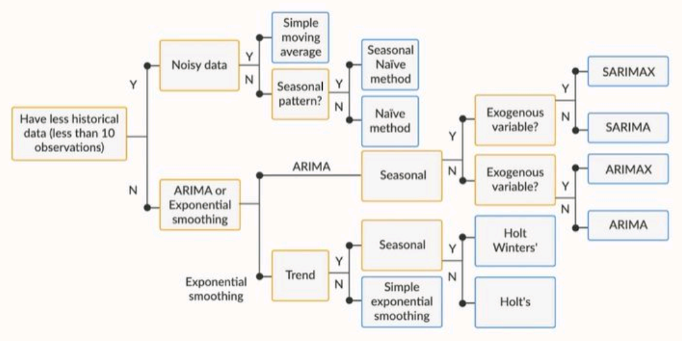 Simple
moving
average
Noisy data
Y
N
Y
Seasonal
pattern?
Y
N
Seasonal
Naïve
method
Naïve
method
Have less historical
data (less than 10
observations)
N
ARIMA or
Exponential
smoothing
ARIMA
Seasonal
Y
N
Exogenous
variable?
Y
N
SARIMAX
SARIMA
Exogenous
variable?
Y
N
ARIMAX
ARIMA
Exponential
smoothing
Trend
Y
N
Seasonal
Y
N
Holt
Winters'
Holt's
Simple
exponential
smoothing